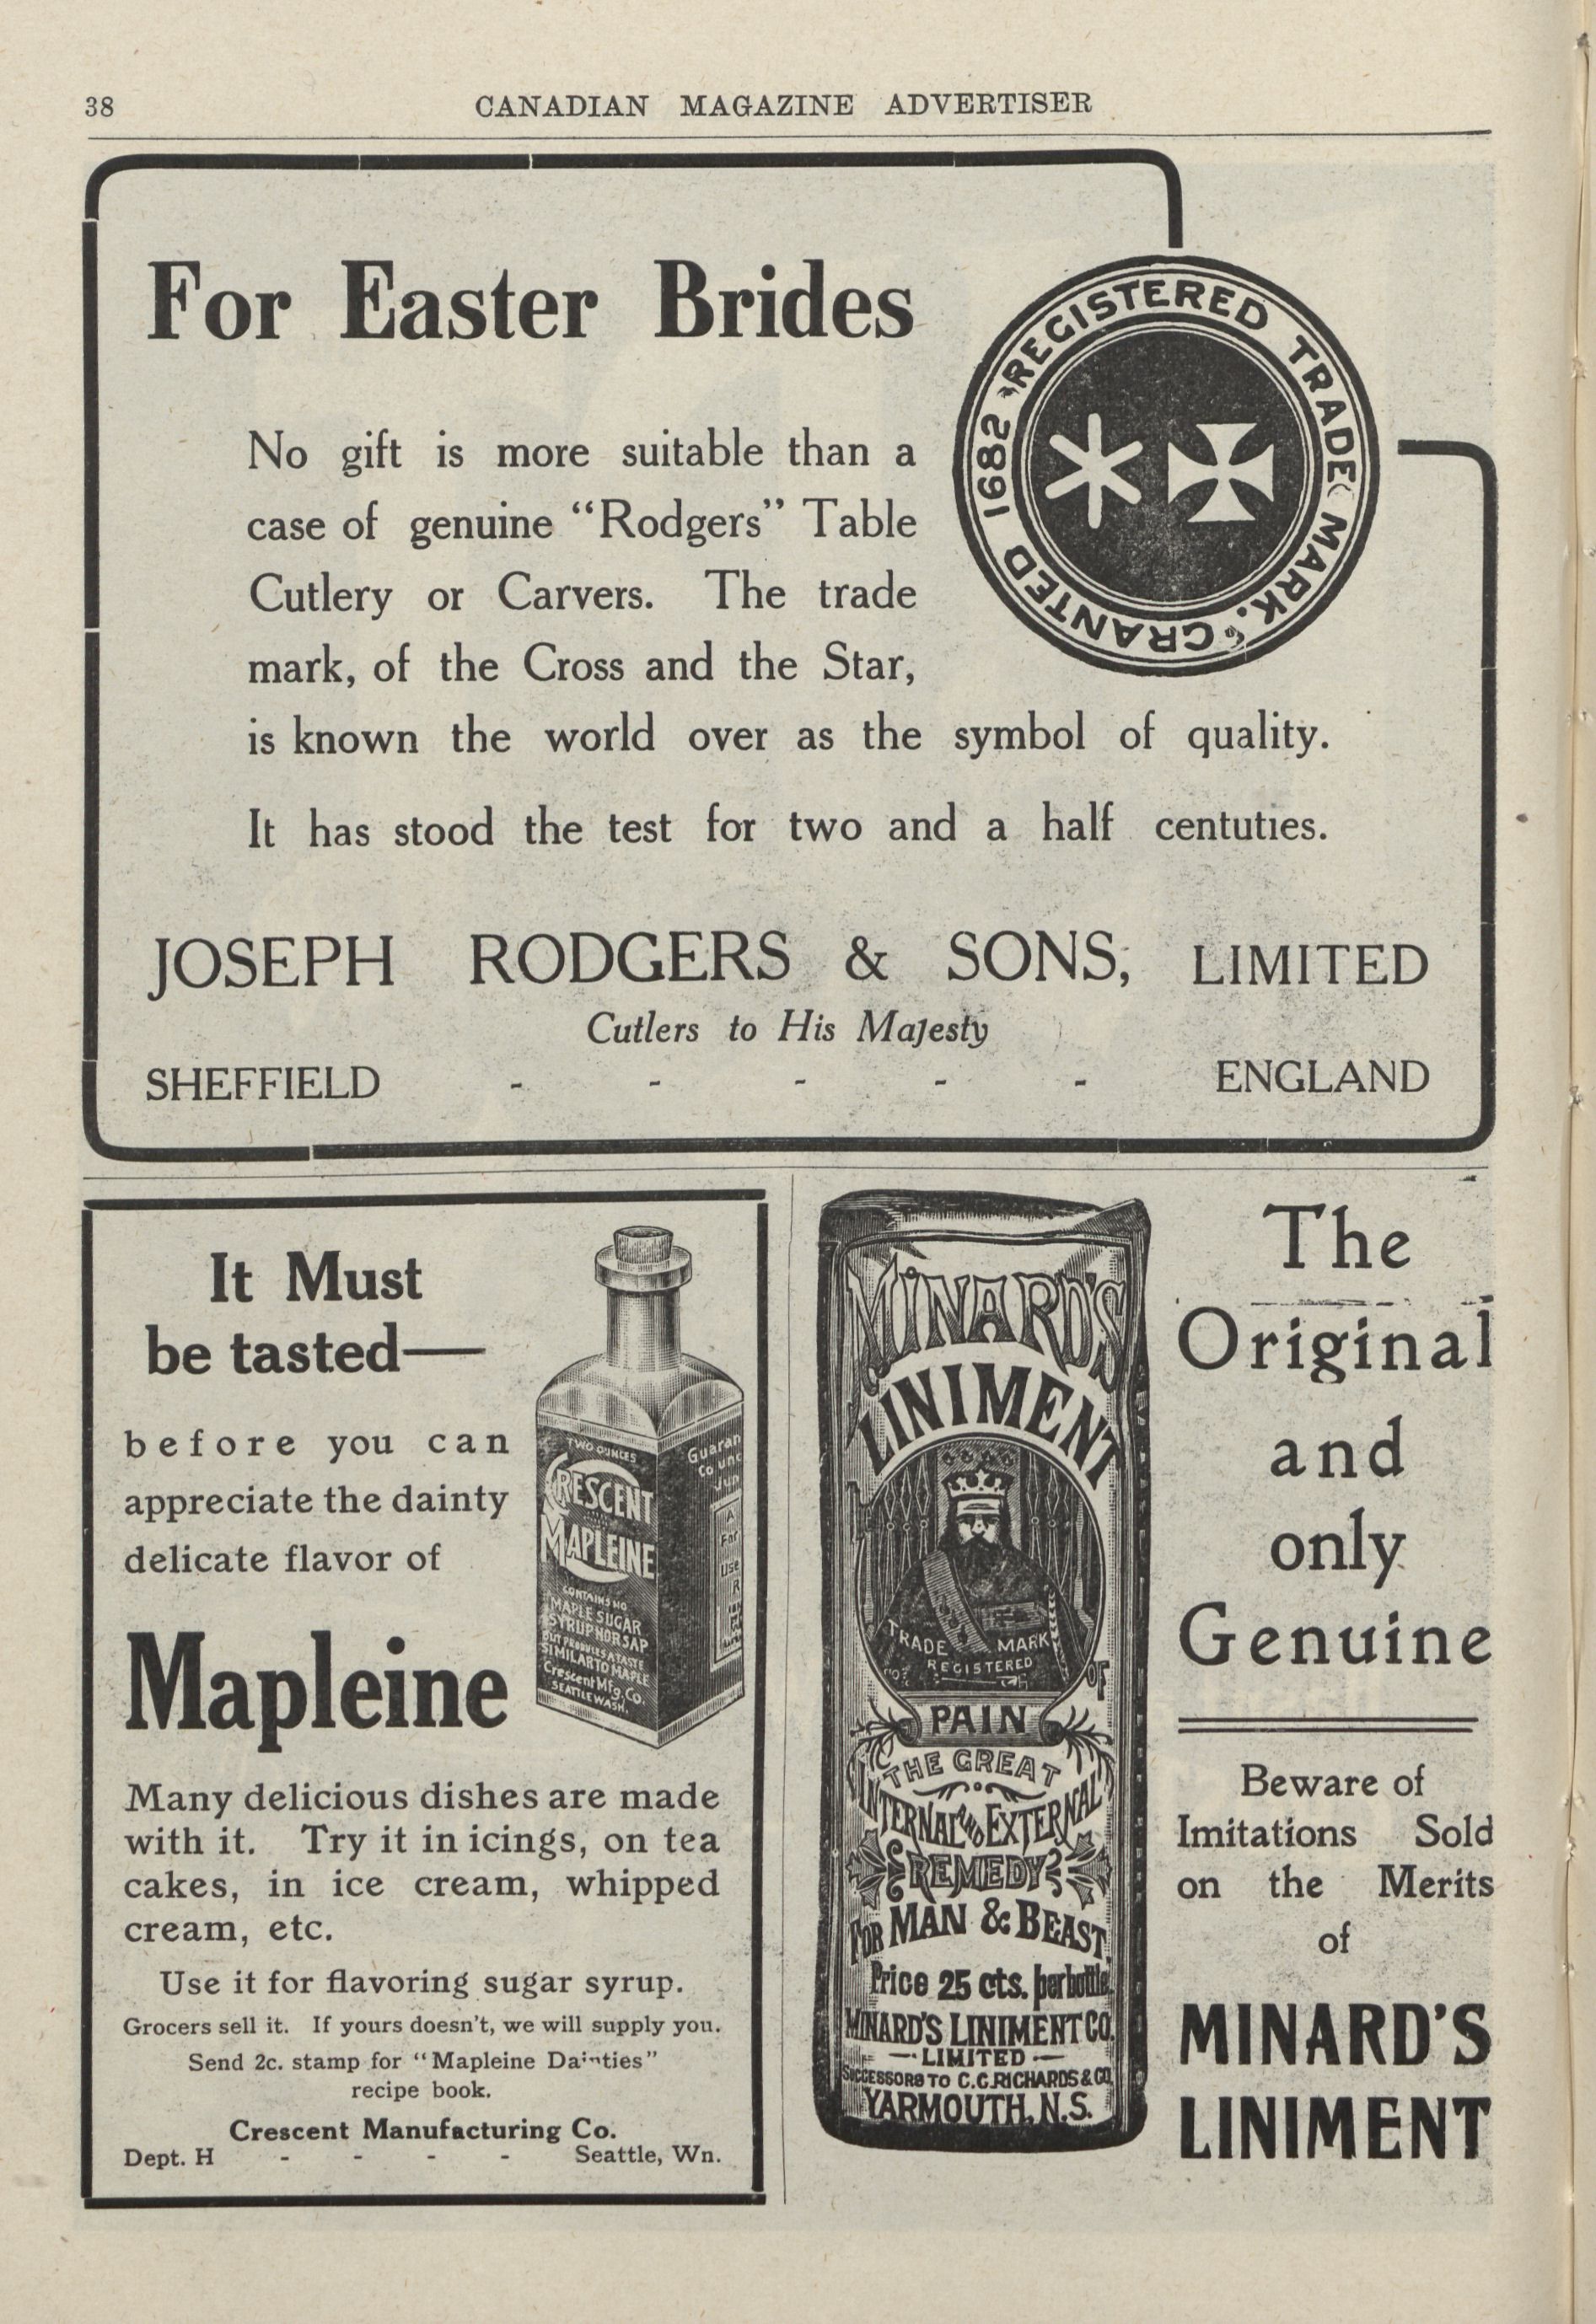 38
CANADIAN MAGAZINE ADVERTISER
For Easter Brides
No gift is more suitable than a
case of genuine “Rodgers” Table
Cutlery or Carvers. The trade
mark, of the Cross and the Star,
is known the world over as the symbol of quality.
It has stood the test for two and a half centuties.
REGISTERED TRADE MARK. GRANTED 1682
JOSEPH RODGERS & SONS, LIMITED
Cutlers to His Majesty
SHEFFIELD - - - - - ENGLAND
It Must
be tasted—
before you can
appreciate the dainty
delicate flavor of
Mapleine
TWO OUNCES
CRESCENT
MAPLEINE
CONTAINS NO
MAPLE SUGAR
SYRUP NOR SAP
BUT PRODUCES A TASTE
SIMILAR TO MAPLE
Crescent Mfg. Co.
SEATTLE WASH.
Guaran
Co unc
Jun
A
For
Use
Many delicious dishes are made
with it. Try it in icings, on tea
cakes, in ice cream, whipped
cream, etc.
Use it for flavoring sugar syrup.
Grocers sell it. If yours doesn't, we will supply you.
Send 2c. stamp for “Mapleine Dainties”
recipe book.
Crescent Manufacturing Co.
Dept. H - - - - Seattle, Wn.
MINARD'S
LINIMENT
TRADE MARK
REGISTERED
OF
PAIN
THE GREAT
INTERNAL AND EXTERNAL
REMEDY
FOR MAN & BEAST.
Price 25 cts. per bottle.
MINARD'S LINIMENT CO.
LIMITED
SUCCESSORS TO C.C. RICHARDS & CO.
YARMOUTH, N.S.
The
Original
and
only
Genuine
Beware of
Imitations Sold
on the Merits
of
MINARD'S
LINIMENT